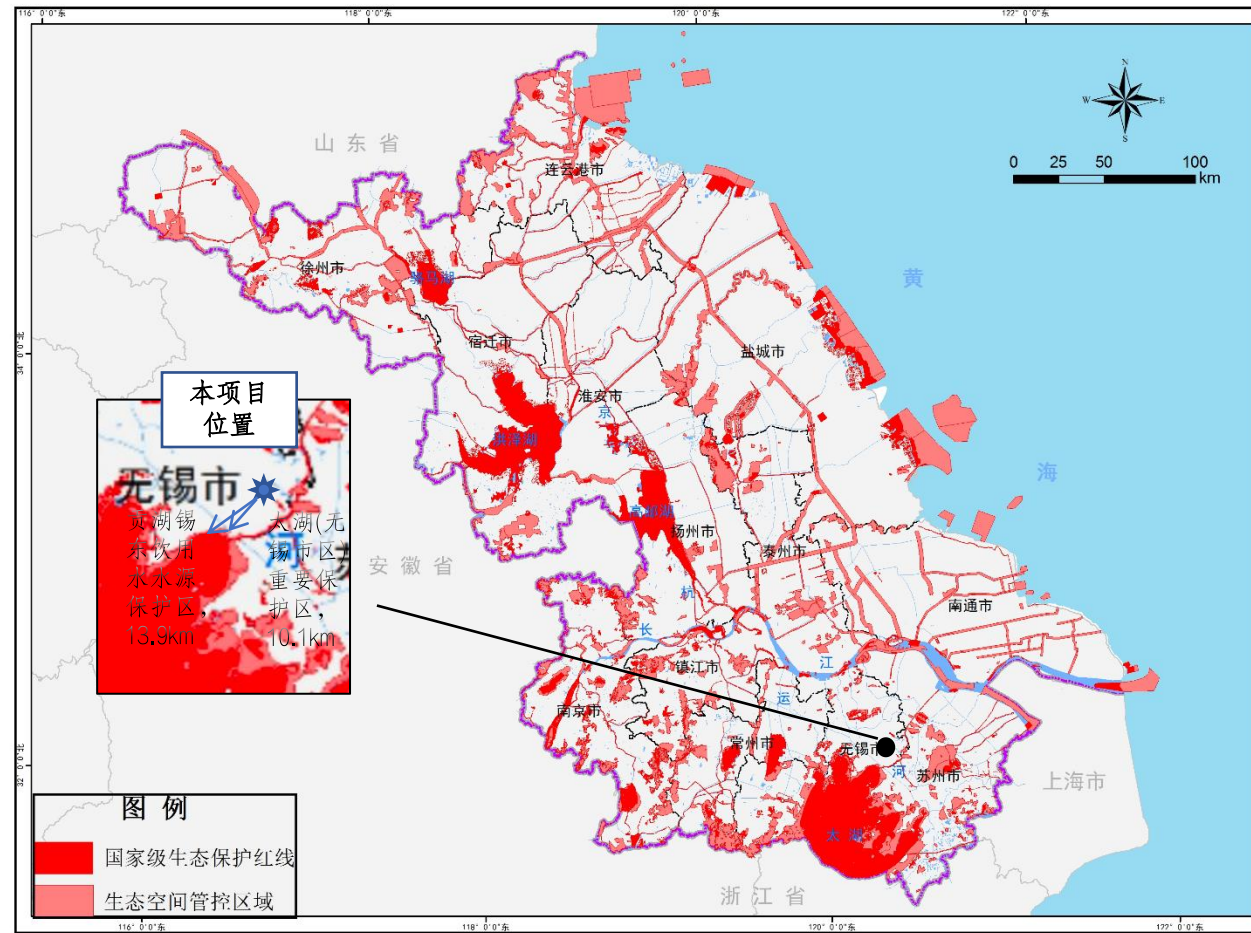 116° 0'0"东
118° 0'0"东
120° 0'0"东
122° 0'0"东
N
W
E
S
0 25 50 100
km
山东省
连云港市
徐州市
骆马湖
黄
宿迁市
盐城市
34° 0'0"北
淮安市
京
洪泽湖
海
高邮湖
扬州市
泰州市
安徽省
杭
南通市
长
江
镇江市
运
南京市
常州市
无锡市
河
苏州市
32° 0'0"北
上海市
太湖
浙江省
本项目
位置
无锡市
河
苏
贡湖锡
东饮用
水水源
保护区,
13.9km
太湖(无
锡市区)
重要保
护区,
10.1km
图 例
国家级生态保护红线
生态空间管控区域
116° 0'0"东
118° 0'0"东
120° 0'0"东
122° 0'0"东